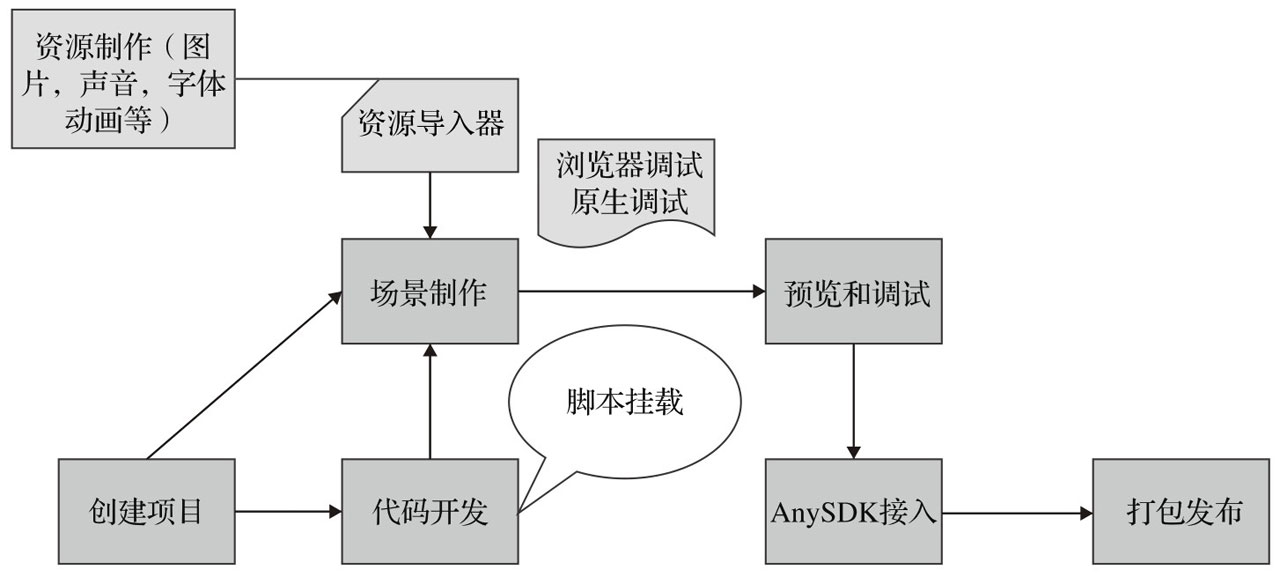 资源制作（图
片，声音，字体
动画等）
资源导入器
浏览器调试
原生调试
场景制作
预览和调试
脚本挂载
创建项目
代码开发
AnySDK接入
打包发布